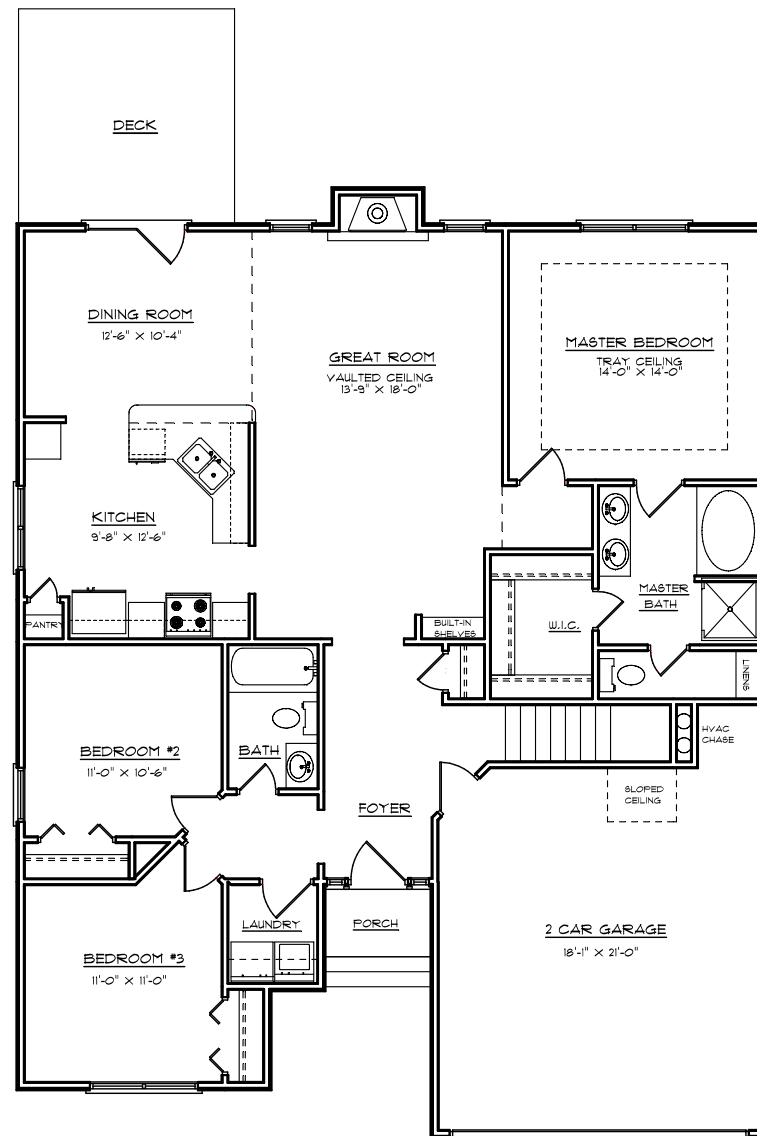 DECK
DINING ROOM
12'-6" X 10'-4"
GREAT ROOM
VAULTED CEILING
13'-9" X 18'-0"
MASTER BEDROOM
TRAY CEILING
14'-0" X 14'-0"
KITCHEN
9'-8" X 12'-6"
PANTRY
BUILT-IN
SHELVES
W.I.C.
MASTER
BATH
LINENS
BEDROOM #2
11'-0" X 10'-6"
BATH
HVAC
CHASE
SLOPED
CEILING
FOYER
LAUNDRY
PORCH
2 CAR GARAGE
18'-1" X 21'-0"
BEDROOM #3
11'-0" X 11'-0"